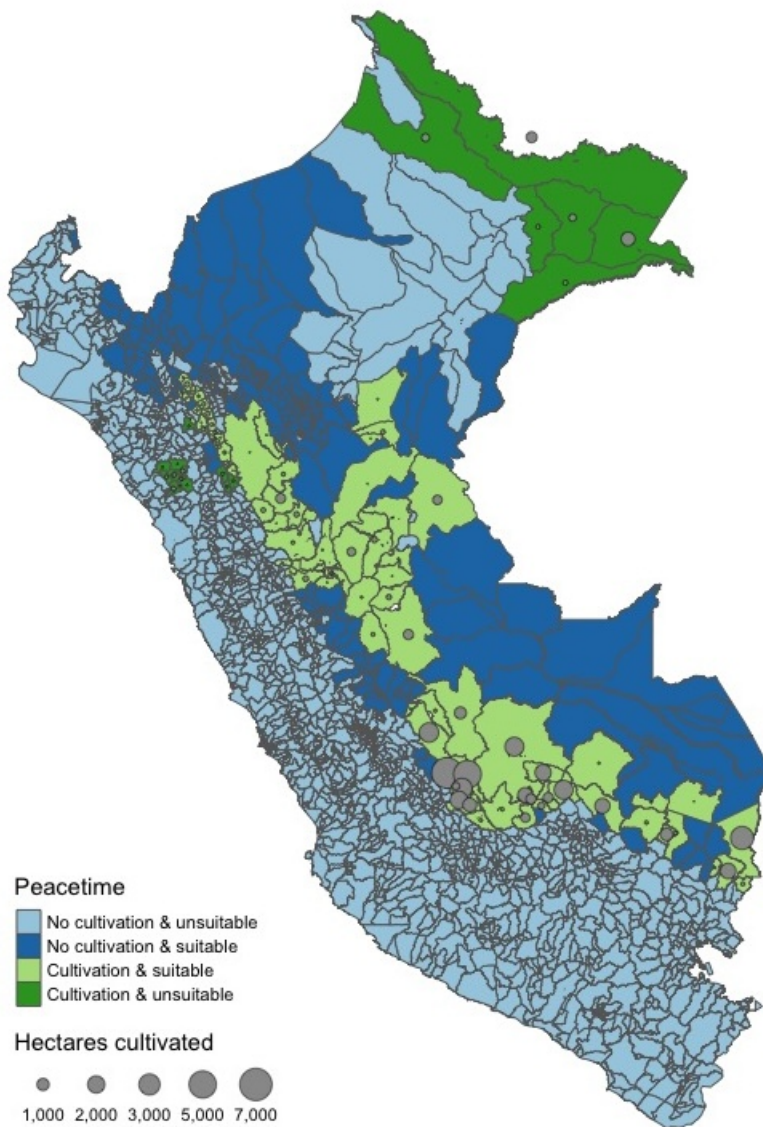 Peacetime
No cultivation & unsuitable
No cultivation & suitable
Cultivation & suitable
Cultivation & unsuitable
Hectares cultivated
1,000 2,000 3,000 5,000 7,000